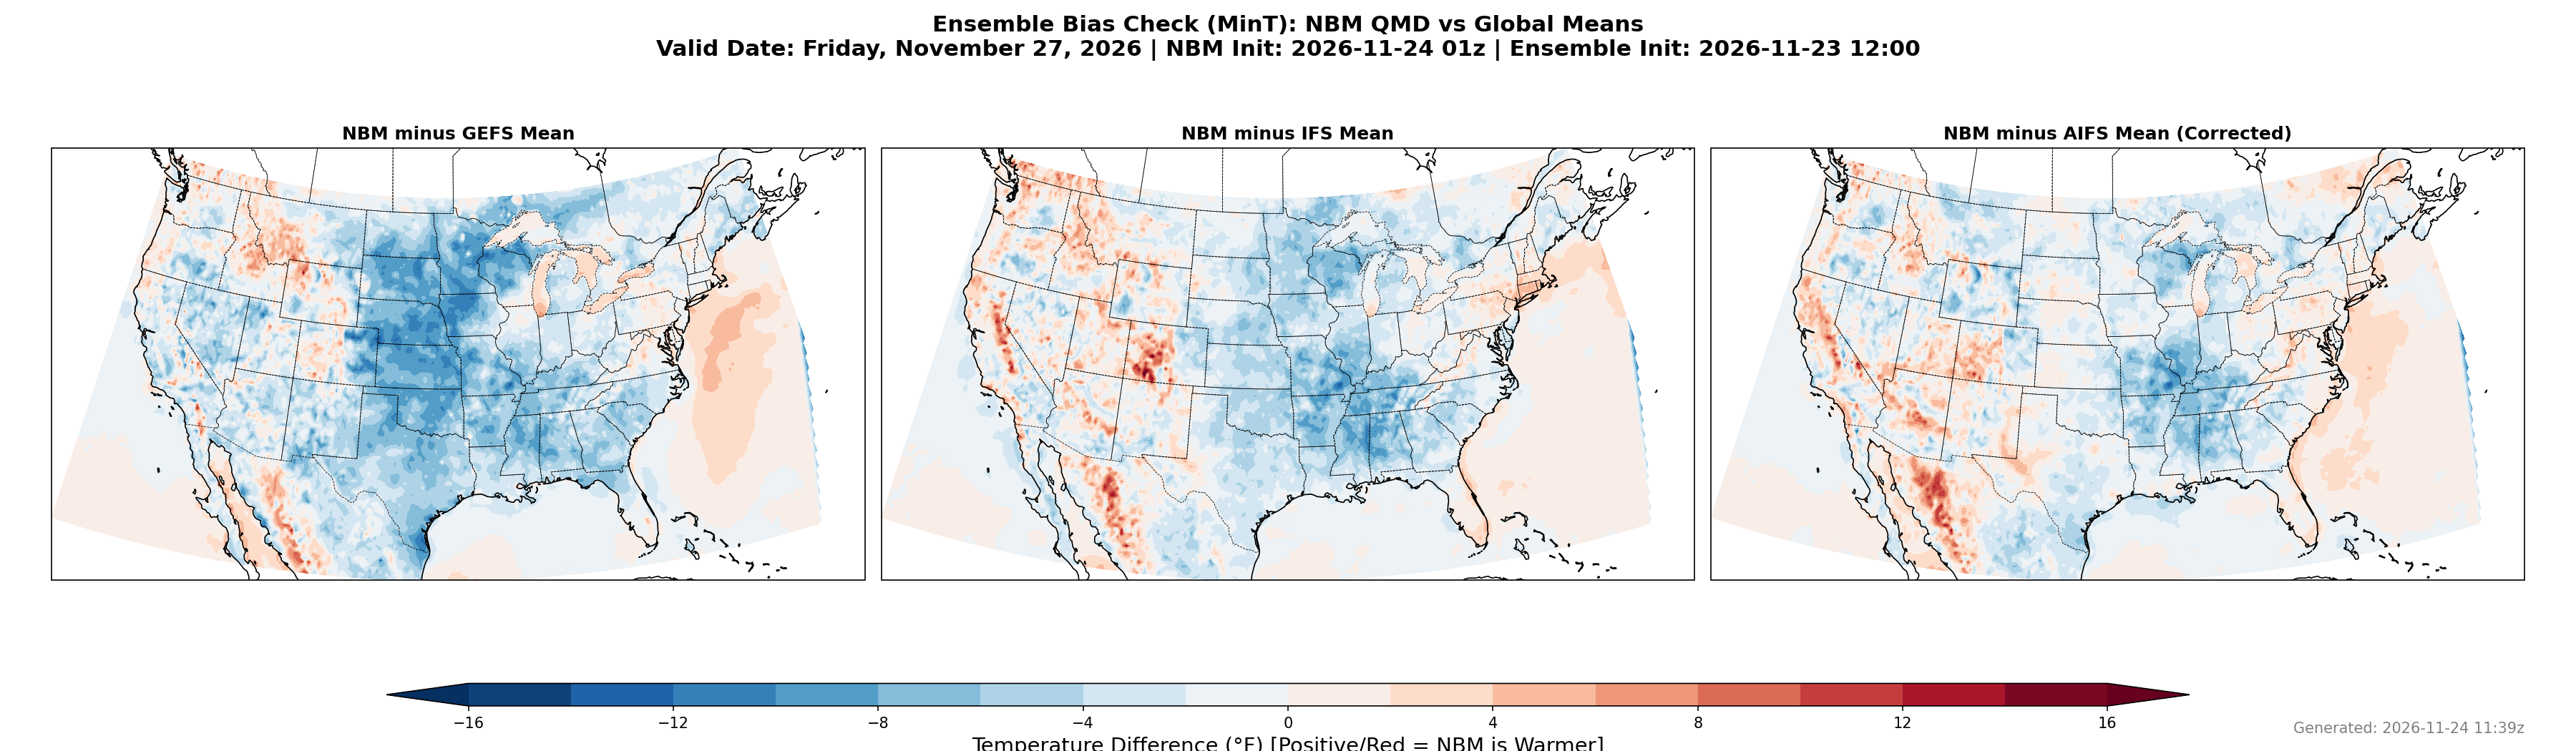 Ensemble Bias Check (MinT): NBM QMD vs Global Means
Valid Date: Friday, November 27, 2026 | NBM Init: 2026-11-24 01z | Ensemble Init: 2026-11-23 12:00
NBM minus GEFS Mean
NBM minus IFS Mean
NBM minus AIFS Mean (Corrected)
−16 −12 −8 −4 0 4 8 12 16
Temperature Difference (°F) [Positive/Red = NBM is Warmer]
Generated: 2026-11-24 11:39z